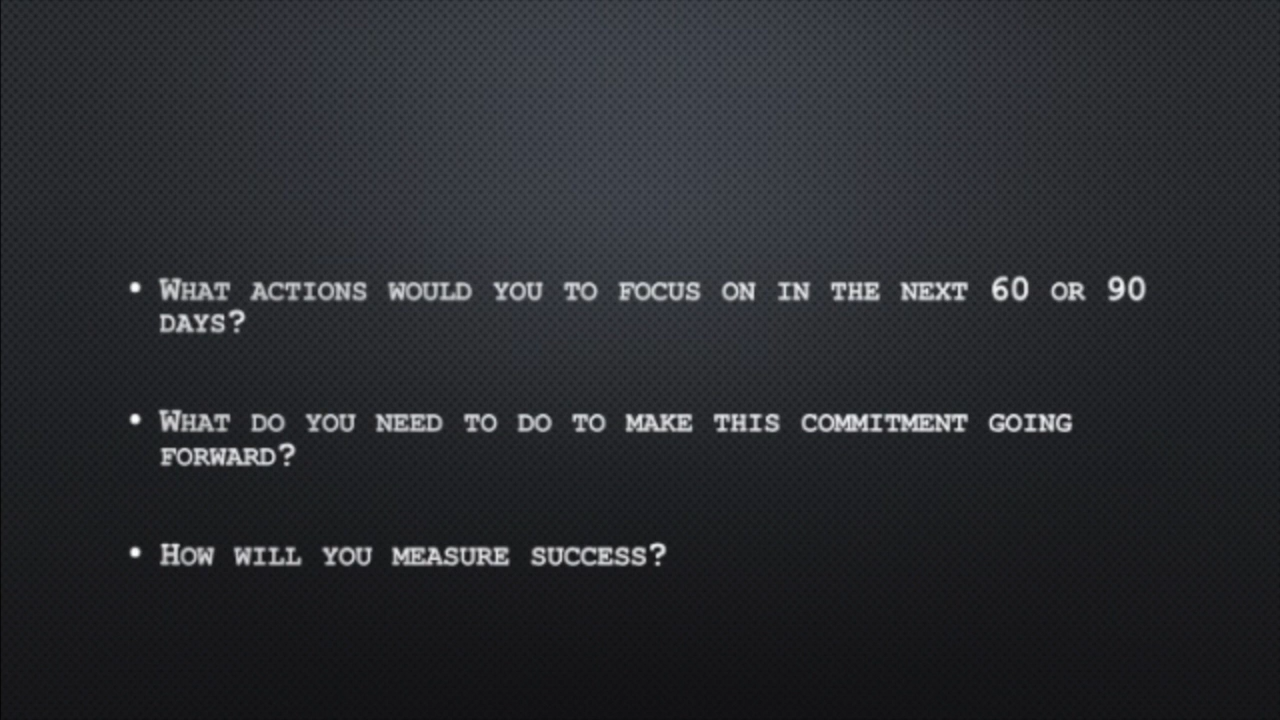 • What actions would you to focus on in the next 60 or 90
days?
• What do you need to do to make this commitment going
forward?
• How will you measure success?